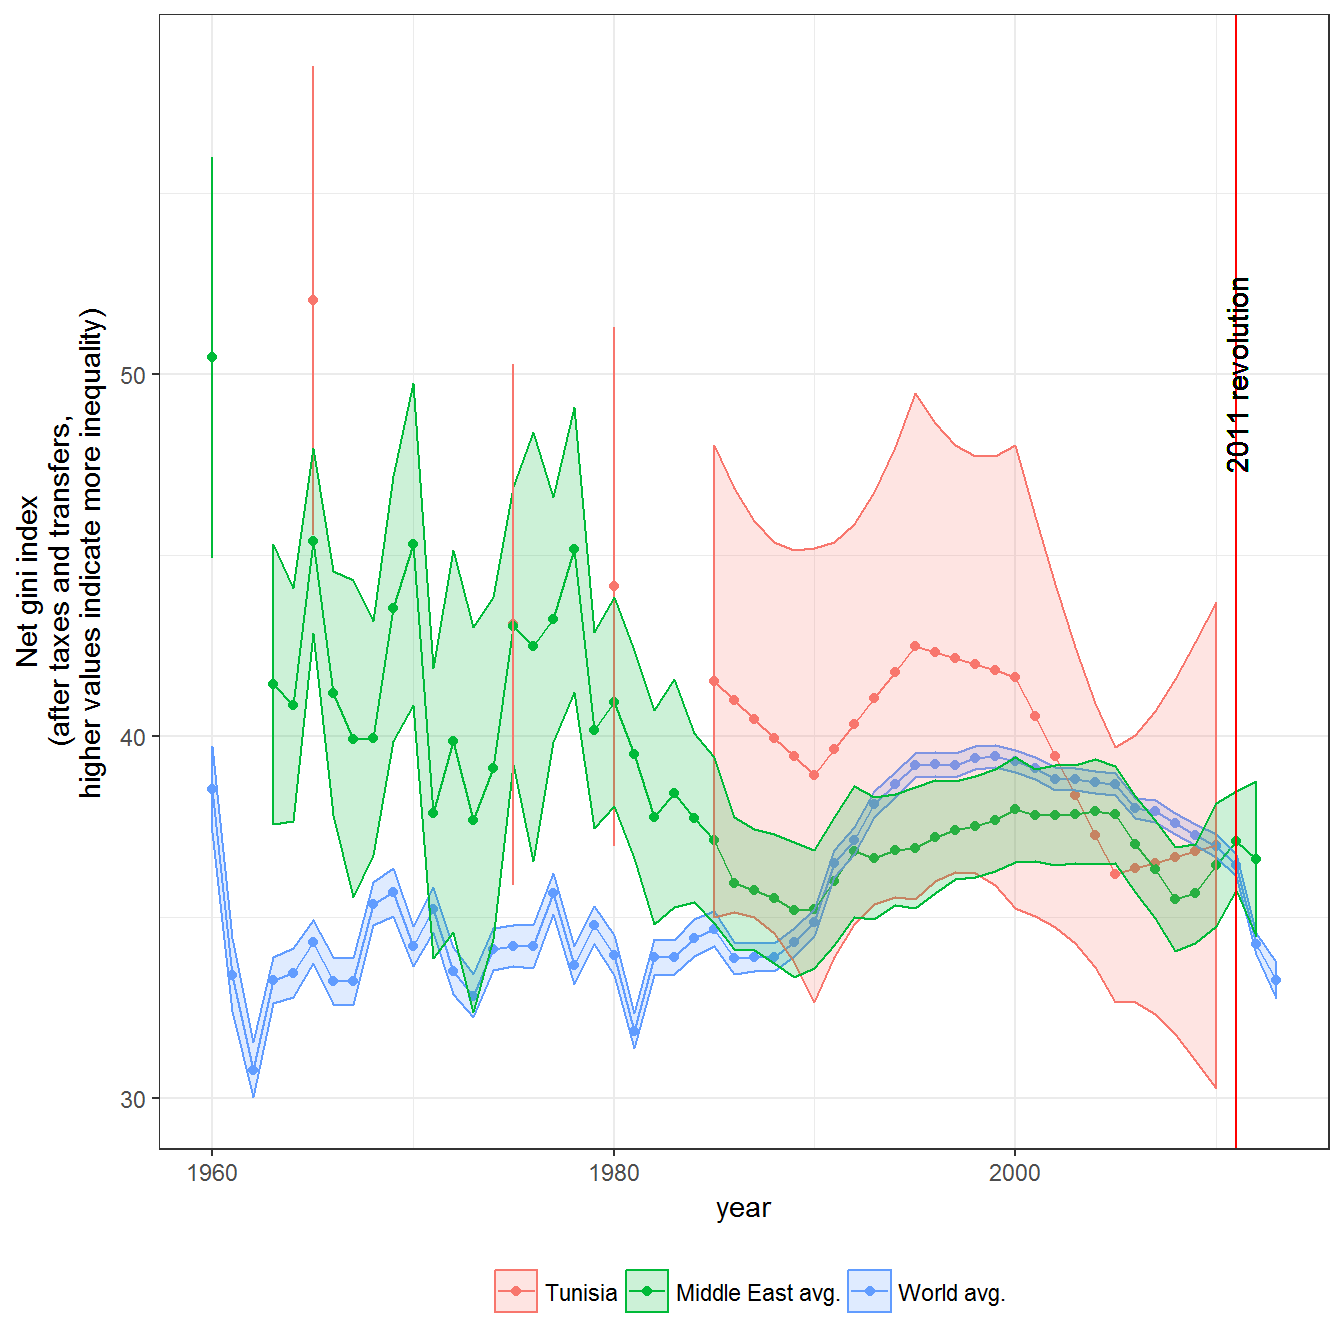 Net gini index
(after taxes and transfers,
higher values indicate more inequality)
50
40
30
2011 revolution
1960
1980
2000
year
Tunisia
Middle East avg.
World avg.